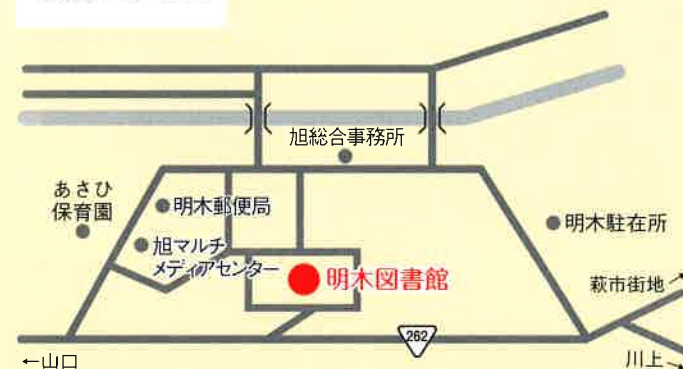 旭総合事務所
あさひ
保育園
明木郵便局
明木駐在所
旭マルチ
メディアセンター
明木図書館
萩市街地
262
←山口
川上→